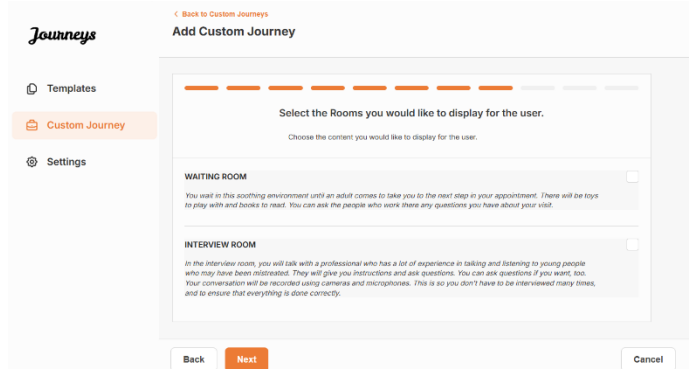 Journeys
Templates
Custom Journey
Settings
< Back to Custom Journeys
Add Custom Journey
Select the Rooms you would like to display for the user.
Choose the content you would like to display for the user.
WAITING ROOM
You wait in this soothing environment until an adult comes to take you to the next step in your appointment. There will be toys
to play with and books to read. You can ask the people who work there any questions you have about your visit.
INTERVIEW ROOM
In the interview room, you will talk with a professional who has a lot of experience in talking and listening to young people
who may have been mistreated. They will give you instructions and ask questions. You can ask questions if you want, too.
Your conversation will be recorded using cameras and microphones. This is so you don't have to be interviewed many times,
and to ensure that everything is done correctly.
Back
Next
Cancel